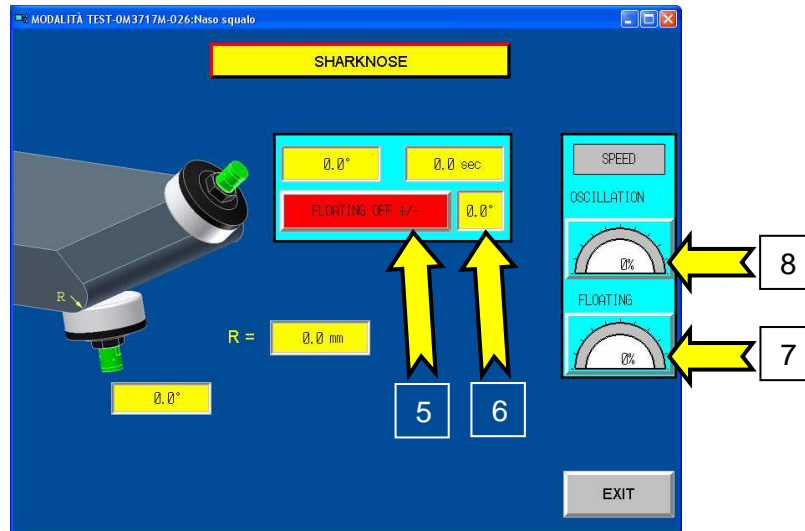 MODALITÀ TEST-0M3717M-026:Naso squalo
SHARKNOSE
0.0° 0.0 sec
FLOATING OFF +/- 0.0°
SPEED
OSCILLATION
0%
8
FLOATING
0%
7
R
R = 0.0 mm
0.0°
5 6
EXIT